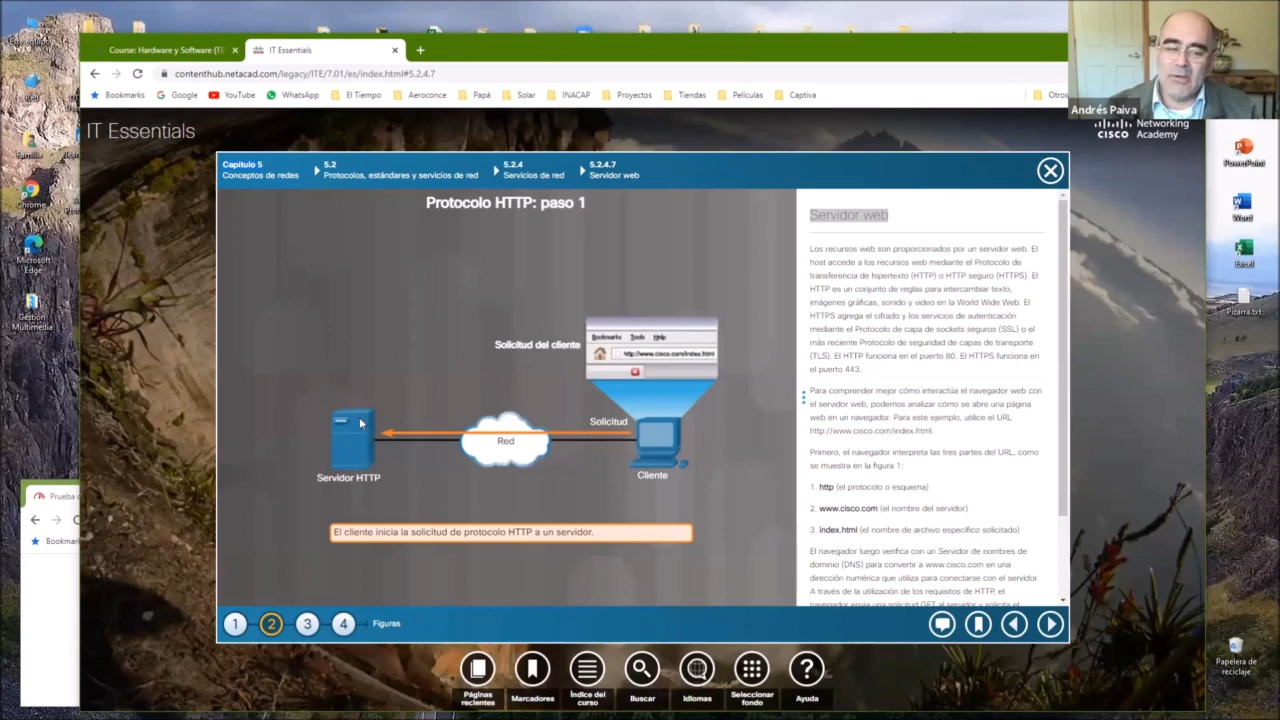 Course: Hardware y Software (TE
IT Essentials
contenthub.netacad.com/legacy/ITE/7.01/es/index.html#5.2.4.7
Bookmarks
Google
YouTube
WhatsApp
El Tiempo
Aeroconce
Papá
Solar
INACAP
Proyectos
Tiendas
Películas
Captiva
Otros
Andrés Paiva
IT Essentials
CISCO
Networking
Academy
Capítulo 5
Conceptos de redes
5.2
Protocolos, estándares y servicios de red
5.2.4
Servicios de red
5.2.4.7
Servidor web
Protocolo HTTP: paso 1
Solicitud del cliente
Bookmarks Tools Help
http://www.cisco.com/index.html
Solicitud
Red
Servidor HTTP
Cliente
El cliente inicia la solicitud de protocolo HTTP a un servidor.
Servidor web
Los recursos web son proporcionados por un servidor web. El
host accede a los recursos web mediante el Protocolo de
transferencia de hipertexto (HTTP) o HTTP seguro (HTTPS). El
HTTP es un conjunto de reglas para intercambiar texto,
imágenes gráficas, sonido y video en la World Wide Web. El
HTTPS agrega el cifrado y los servicios de autenticación
mediante el Protocolo de capa de sockets seguros (SSL) o el
más reciente Protocolo de seguridad de capas de transporte
(TLS). El HTTP funciona en el puerto 80. El HTTPS funciona en
el puerto 443.
Para comprender mejor cómo interactúa el navegador web con
el servidor web, podemos analizar cómo se abre una página
web en un navegador. Para este ejemplo, utilice el URL
http://www.cisco.com/index.html.
Primero, el navegador interpreta las tres partes del URL, como
se muestra en la figura 1:
1. http (el protocolo o esquema)
2. www.cisco.com (el nombre del servidor)
3. index.html (el nombre de archivo específico solicitado)
El navegador luego verifica con un Servidor de nombres de
dominio (DNS) para convertir a www.cisco.com en una
dirección numérica que utiliza para conectarse con el servidor.
A través de la utilización de los requisitos de HTTP, el
navegador envía una solicitud GET al servidor y solicita el
1
2
3
4
Figuras
Páginas
recientes
Marcadores
Índice del
curso
Buscar
Idiomas
Seleccionar
fondo
Ayuda
Familia
Chrome
Microsoft
Edge
Gestión
Multimedia
Prueba
Bookmar
PowerPoint
Word
Excel
Pizarra.txt
Papelera de
reciclaje